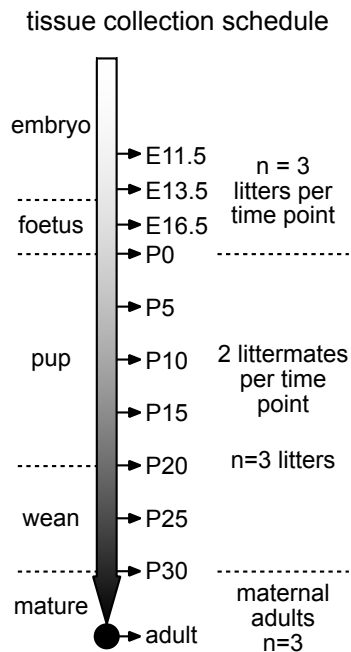 tissue collection schedule
embryo
E11.5
n = 3
litters per
time point
E13.5
foetus
E16.5
P0
P5
pup
P10
2 littermates
per time
point
P15
P20
n=3 litters
wean
P25
P30
mature
maternal
adults
n=3
adult